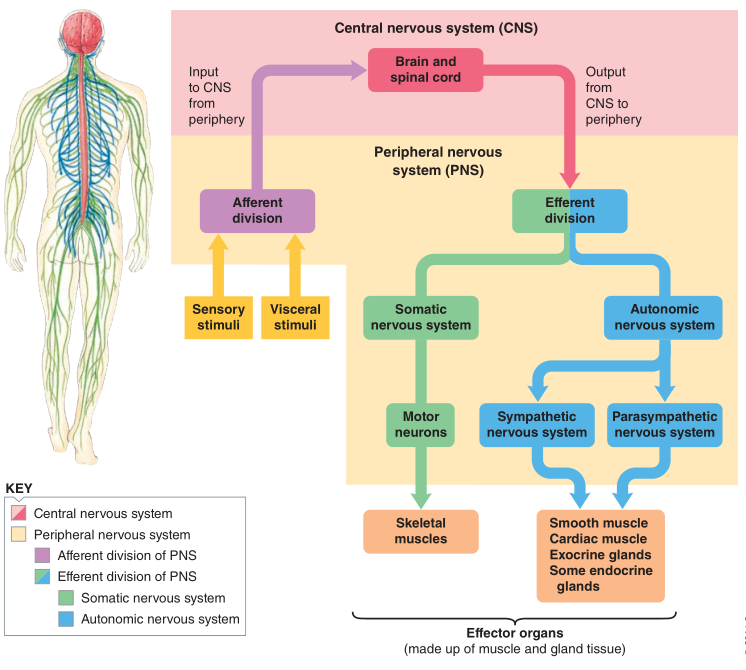 Central nervous system (CNS)
Input
to CNS
from
periphery
Brain and
spinal cord
Output
from
CNS to
periphery
Peripheral nervous
system (PNS)
Afferent
division
Efferent
division
Sensory
stimuli
Visceral
stimuli
Somatic
nervous system
Autonomic
nervous system
Motor
neurons
Sympathetic
nervous system
Parasympathetic
nervous system
Skeletal
muscles
Smooth muscle
Cardiac muscle
Exocrine glands
Some endocrine
glands
Effector organs
(made up of muscle and gland tissue)
KEY
Central nervous system
Peripheral nervous system
Afferent division of PNS
Efferent division of PNS
Somatic nervous system
Autonomic nervous system